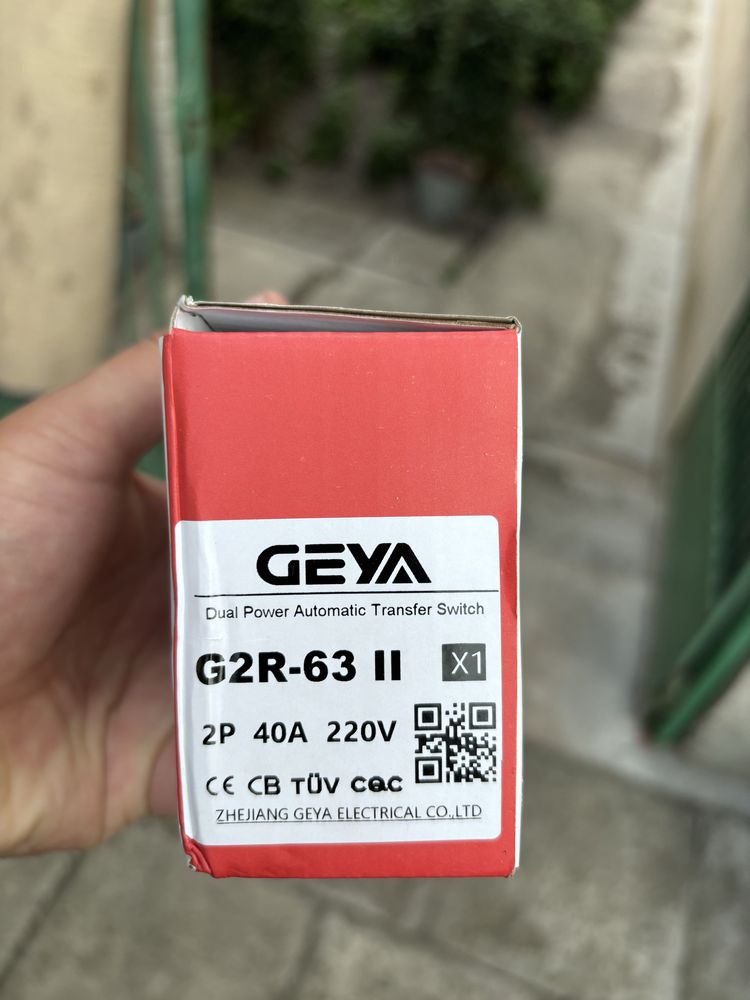 GEYA
Dual Power Automatic Transfer Switch
G2R-63 II X1
2P 40A 220V
CE CB TÜV CQC
ZHEJIANG GEYA ELECTRICAL CO.,LTD